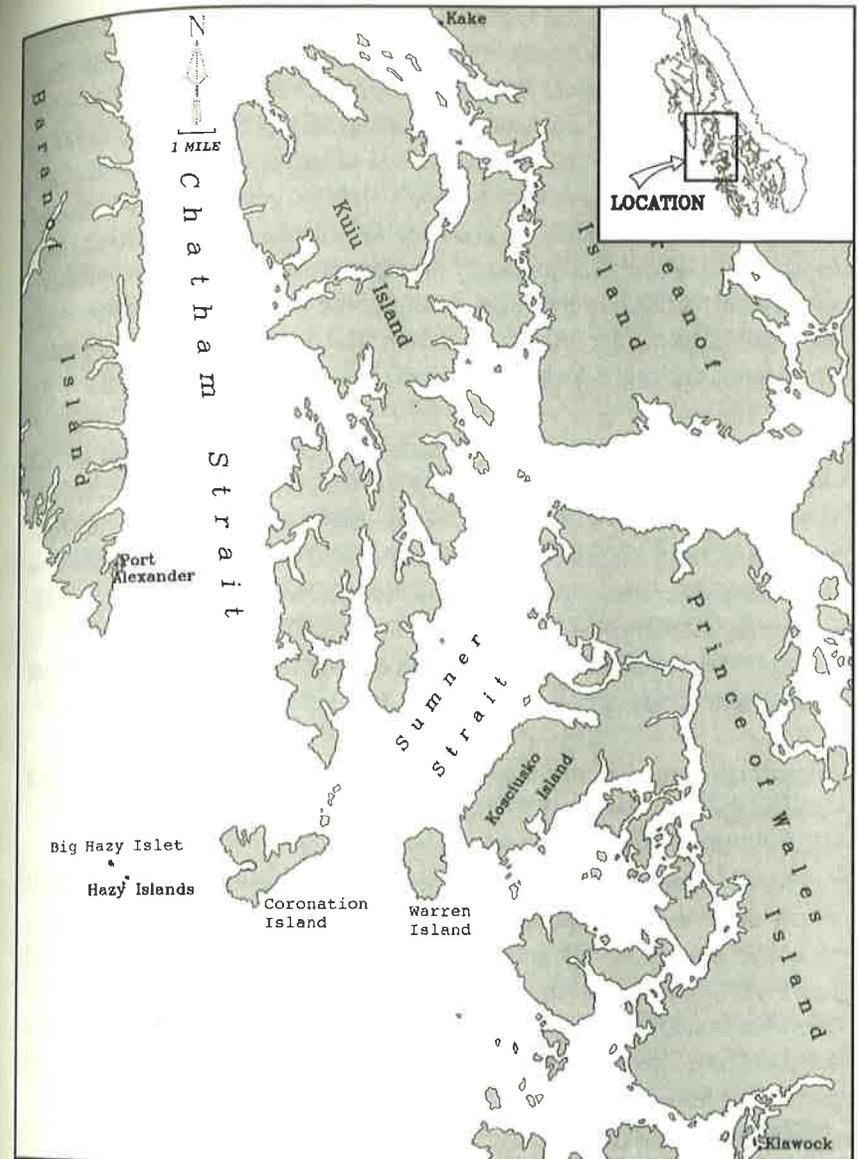 Kake
N
1 MILE
LOCATION
Baranof
Island
Chatham
Strait
Kuiu
Island
reanof
Island
Port
Alexander
Sumner
Strait
Prince of Wales
Island
Kosciusko
Island
Big Hazy Islet
Hazy Islands
Coronation
Island
Warren
Island
Klawock